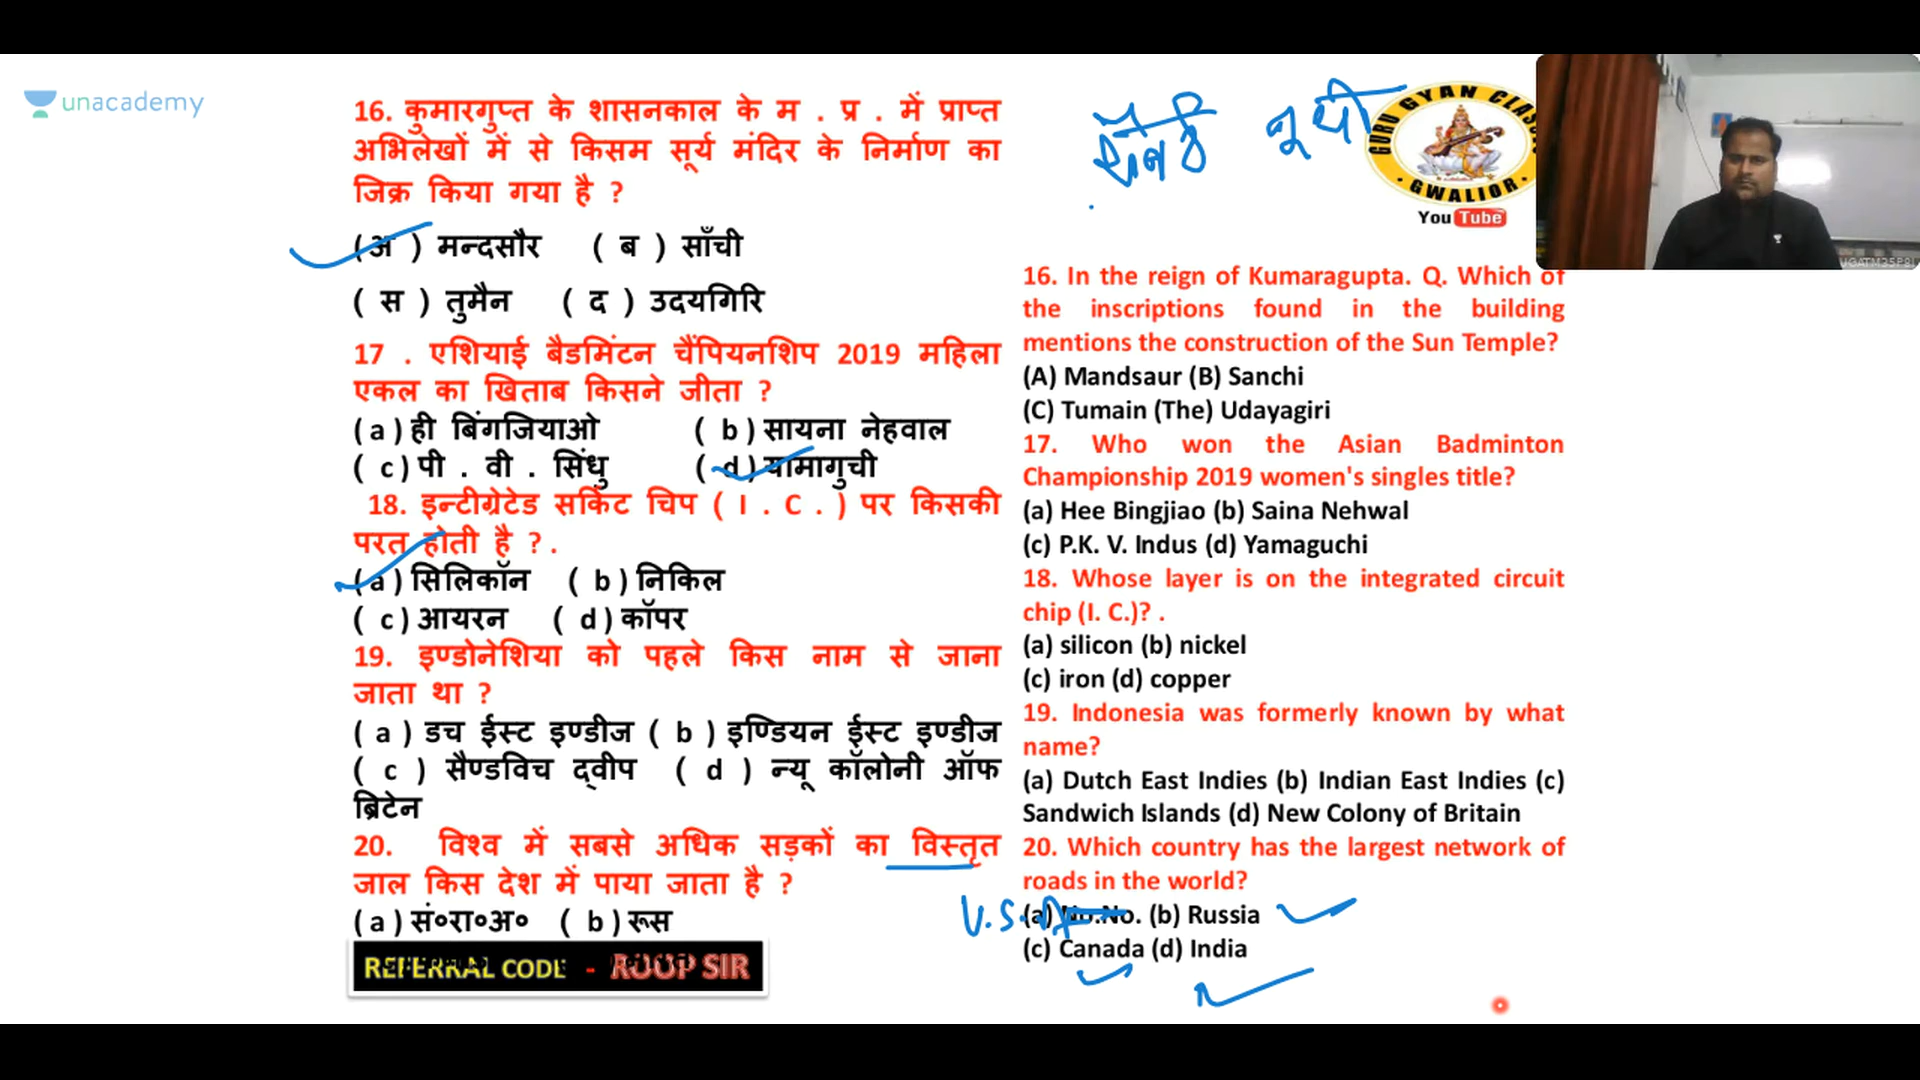 unacademy
16. कुमारगुप्त के शासनकाल के म . प्र . में प्राप्त
अभिलेखों में से किसम सूर्य मंदिर के निर्माण का
जिक्र किया गया है ?
(अ ) मन्दसौर ( ब ) साँची
( स ) तुमैन ( द ) उदयगिरि
17 . एशियाई बैडमिंटन चैंपियनशिप 2019 महिला
एकल का खिताब किसने जीता ?
(a) ही बिंगजियाओ ( b) सायना नेहवाल
( c) पी . वी . सिंधु ( d) यामागुची
18. इन्टीग्रेटेड सर्किट चिप ( I . C . ) पर किसकी
परत होती है ? .
(a) सिलिकॉन ( b) निकिल
( c) आयरन ( d) कॉपर
19. इण्डोनेशिया को पहले किस नाम से जाना
जाता था ?
( a ) डच ईस्ट इण्डीज ( b ) इण्डियन ईस्ट इण्डीज
( c ) सैण्डविच द्वीप ( d ) न्यू कॉलोनी ऑफ
ब्रिटेन
20. विश्व में सबसे अधिक सड़कों का विस्तृत
जाल किस देश में पाया जाता है ?
(a) सं०रा०अ० ( b) रूस
REFERRAL CODE - ROOP SIR
GURU GYAN CLASS
GWALIOR
You Tube
16. In the reign of Kumaragupta. Q. Which of
the inscriptions found in the building
mentions the construction of the Sun Temple?
(A) Mandsaur (B) Sanchi
(C) Tumain (The) Udayagiri
17. Who won the Asian Badminton
Championship 2019 women's singles title?
(a) Hee Bingjiao (b) Saina Nehwal
(c) P.K. V. Indus (d) Yamaguchi
18. Whose layer is on the integrated circuit
chip (I. C.)? .
(a) silicon (b) nickel
(c) iron (d) copper
19. Indonesia was formerly known by what
name?
(a) Dutch East Indies (b) Indian East Indies (c)
Sandwich Islands (d) New Colony of Britain
20. Which country has the largest network of
roads in the world?
U.S.A (a) No.No. (b) Russia
(c) Canada (d) India